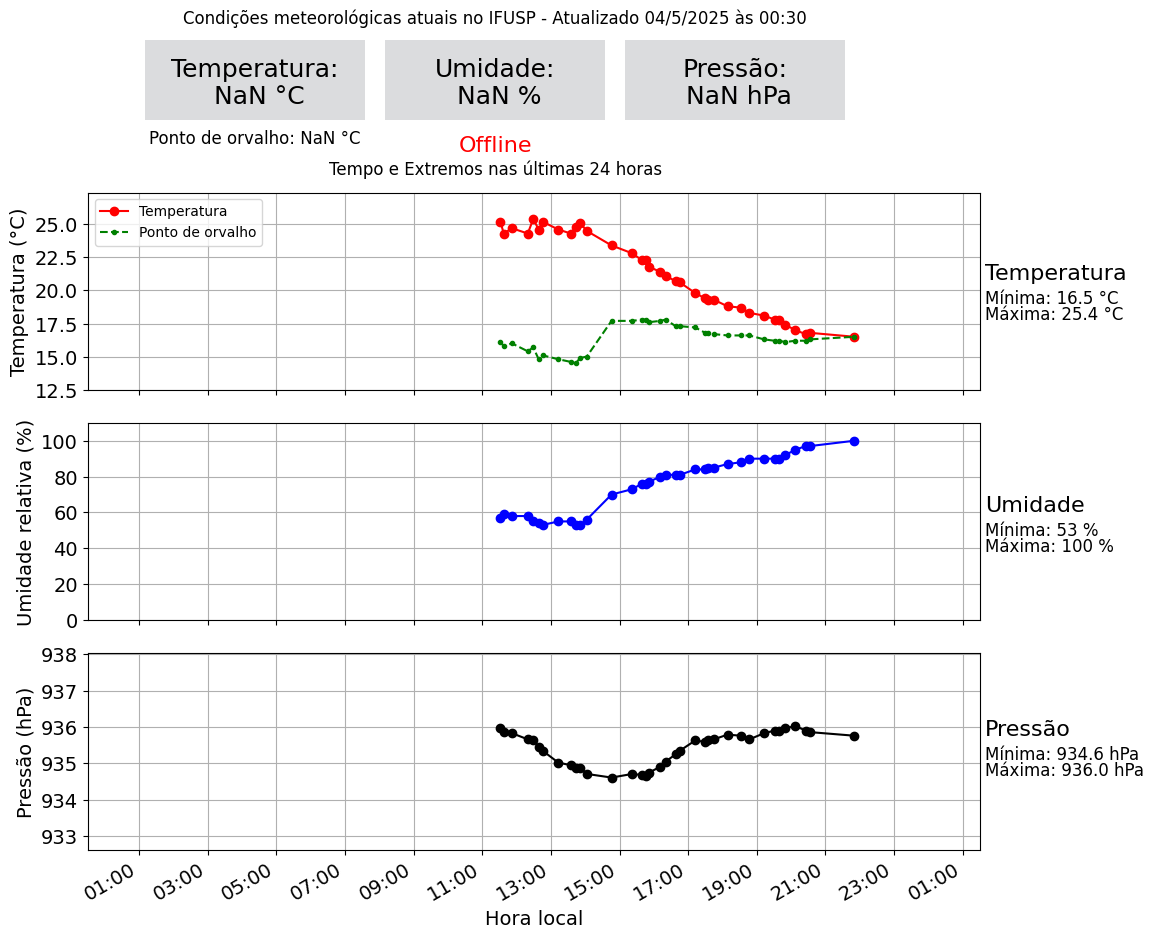 Condições meteorológicas atuais no IFUSP - Atualizado 04/5/2025 às 00:30
Temperatura:
NaN °C
Umidade:
NaN %
Pressão:
NaN hPa
Ponto de orvalho: NaN °C
Offline
Tempo e Extremos nas últimas 24 horas
Temperatura (°C)
25.0
22.5
20.0
17.5
15.0
12.5
Temperatura
Ponto de orvalho
Temperatura
Mínima: 16.5 °C
Máxima: 25.4 °C
Umidade relativa (%)
100
80
60
40
20
0
Umidade
Mínima: 53 %
Máxima: 100 %
Pressão (hPa)
938
937
936
935
934
933
Pressão
Mínima: 934.6 hPa
Máxima: 936.0 hPa
01:00 03:00 05:00 07:00 09:00 11:00 13:00 15:00 17:00 19:00 21:00 23:00 01:00
Hora local